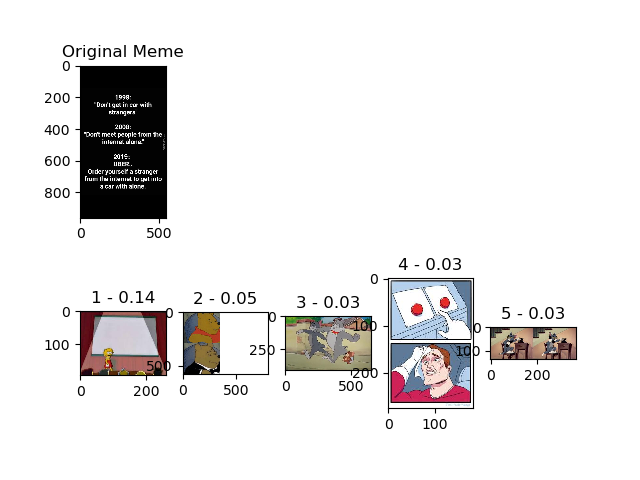 Original Meme
0
200
400
600
800
0
500
1998:
"Don't get in car with
strangers
2008:
"Don't meet people from the
internet alone."
2019:
UBER..
Order yourself a stranger
from the internet to get into
a car with alone.
1 - 0.14
0
100
0
200
2 - 0.05
0
500
0
500
3 - 0.03
0
250
0
500
4 - 0.03
0
100
200
0
100
5 - 0.03
0
100
0
200